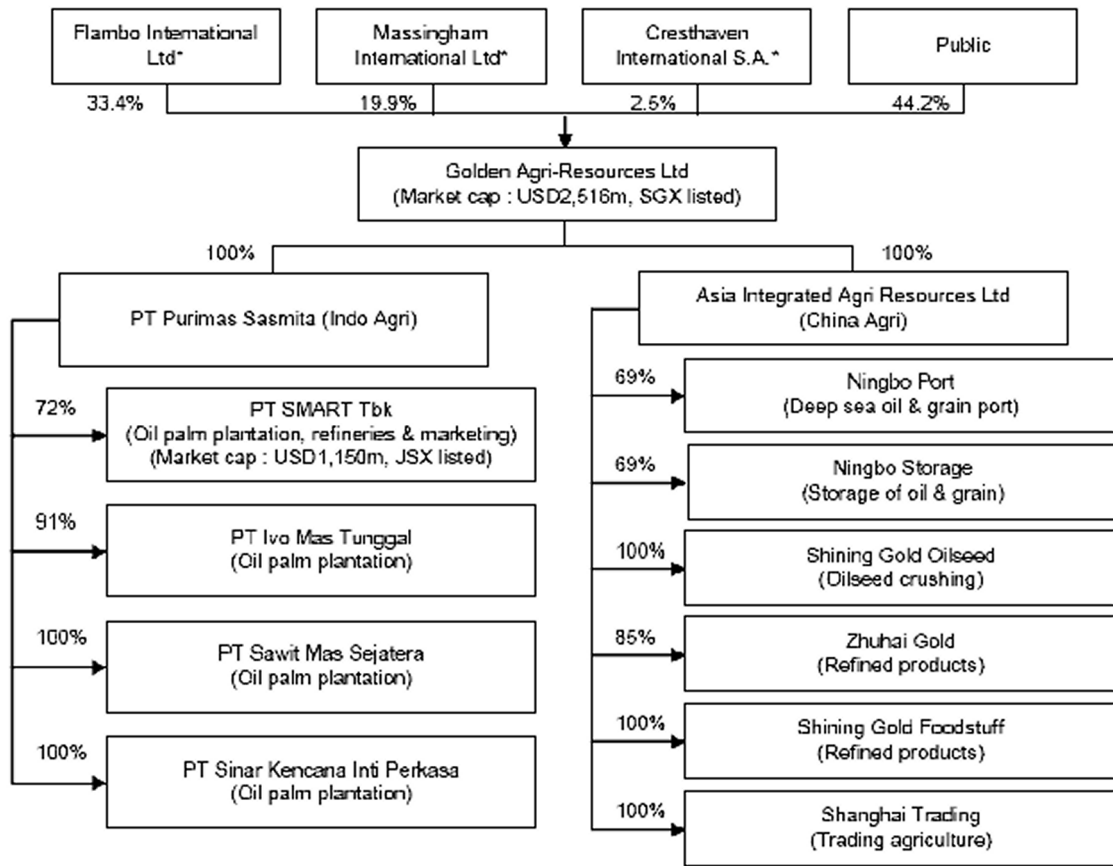 Flambo International
Ltd*
Massingham
International Ltd*
Cresthaven
International S.A.*
Public
33.4%
19.9%
2.5%
44.2%
Golden Agri-Resources Ltd
(Market cap : USD2,516m, SGX listed)
100%
100%
PT Purimas Sasmita (Indo Agri)
Asia Integrated Agri Resources Ltd
(China Agri)
72%
PT SMART Tbk
(Oil palm plantation, refineries & marketing)
(Market cap : USD1,150m, JSX listed)
91%
PT Ivo Mas Tunggal
(Oil palm plantation)
100%
PT Sawit Mas Sejatera
(Oil palm plantation)
100%
PT Sinar Kencana Inti Perkasa
(Oil palm plantation)
69%
Ningbo Port
(Deep sea oil & grain port)
69%
Ningbo Storage
(Storage of oil & grain)
100%
Shining Gold Oilseed
(Oilseed crushing)
85%
Zhuhai Gold
(Refined products)
100%
Shining Gold Foodstuff
(Refined products)
100%
Shanghai Trading
(Trading agriculture)